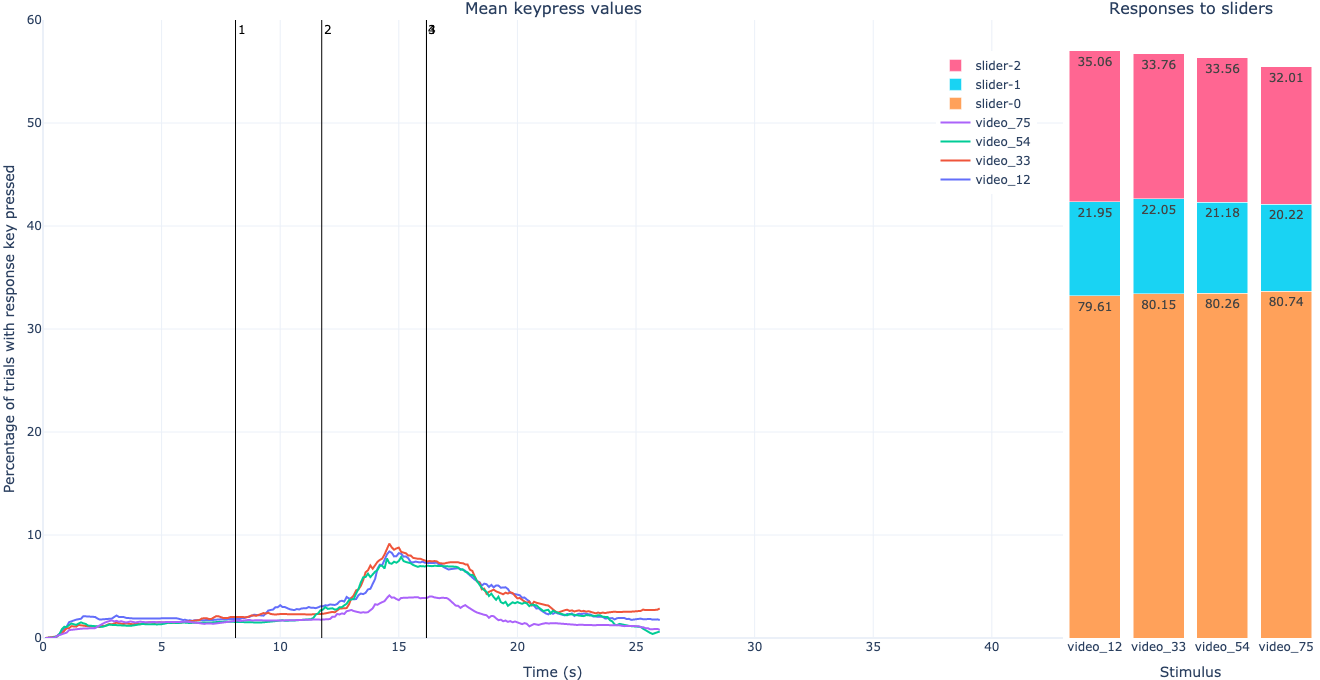 Mean keypress values
Responses to sliders
Percentage of trials with response key pressed
60
50
40
30
20
10
0
1
2
slider-2
slider-1
slider-0
video_75
video_54
video_33
video_12
0
5
10
15
20
25
30
35
40
Time (s)
35.06
33.76
33.56
32.01
21.95
22.05
21.18
20.22
79.61
80.15
80.26
80.74
video_12
video_33
video_54
video_75
Stimulus